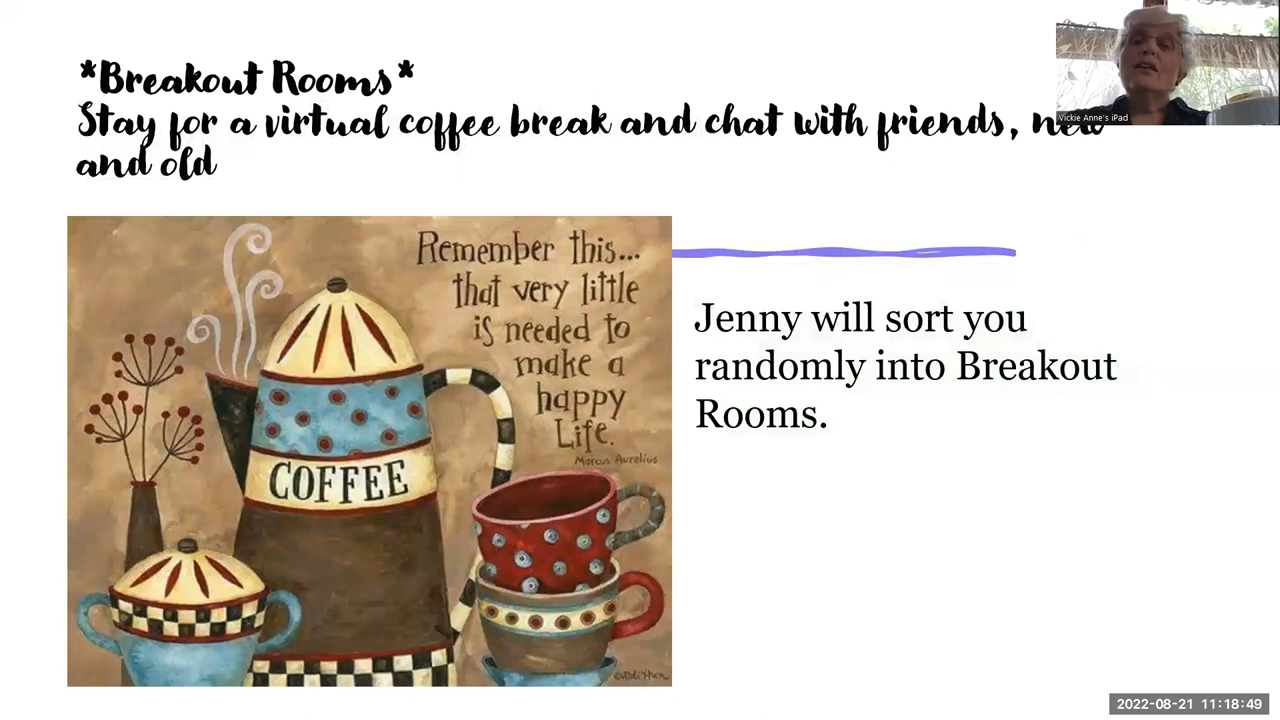 *Breakout Rooms*
Stay for a virtual coffee break and chat with friends, new
and old
Vickie Anne's iPad
Remember this...
that very little
is needed to
make a
happy
Life.
Marcus Aurelius
COFFEE
Jenny will sort you
randomly into Breakout
Rooms.
2022-08-21 11:18:49